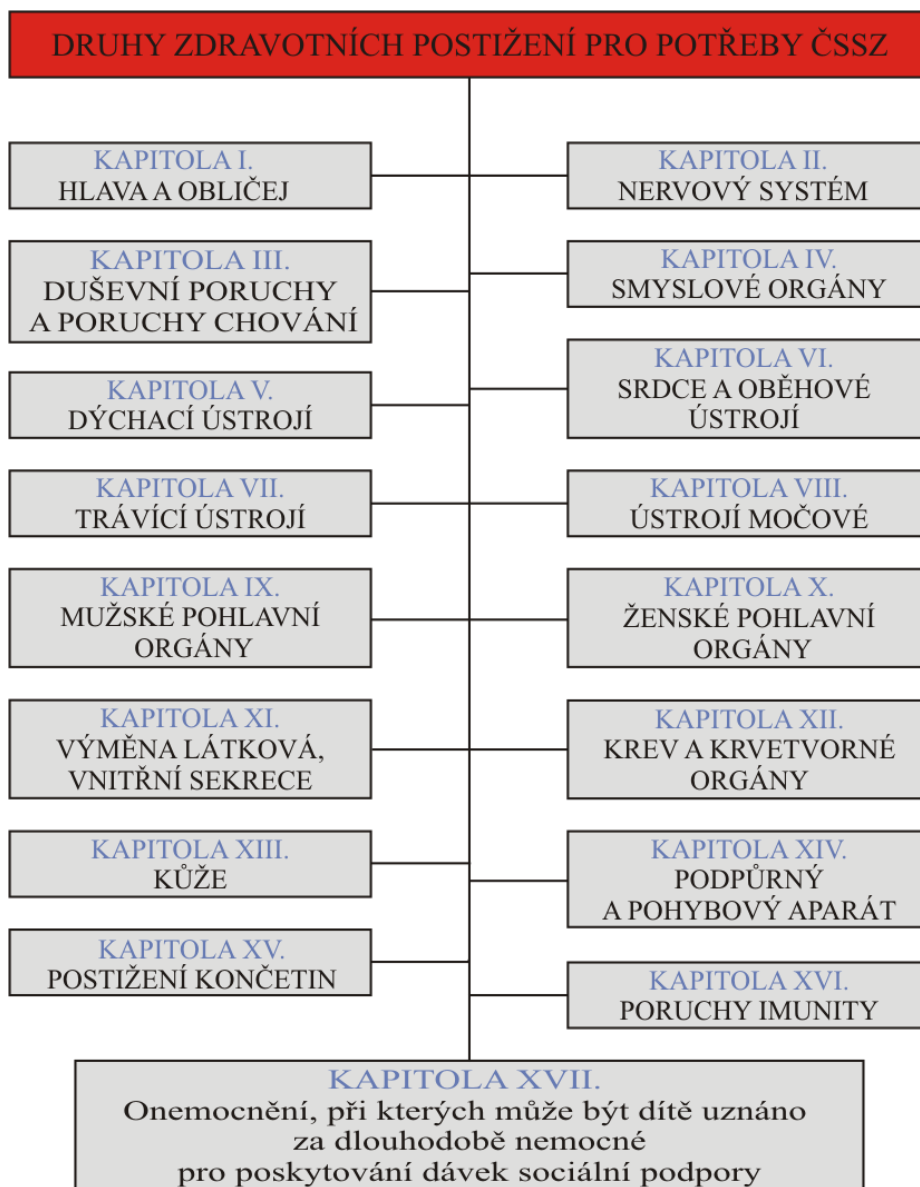 DRUHY ZDRAVOTNÍCH POSTIŽENÍ PRO POTŘEBY ČSSZ
KAPITOLA I.
HLAVA A OBLIČEJ
KAPITOLA II.
NERVOVÝ SYSTÉM
KAPITOLA III.
DUŠEVNÍ PORUCHY
A PORUCHY CHOVÁNÍ
KAPITOLA IV.
SMYSLOVÉ ORGÁNY
KAPITOLA V.
DÝCHACÍ ÚSTROJÍ
KAPITOLA VI.
SRDCE A OBĚHOVÉ
ÚSTROJÍ
KAPITOLA VII.
TRÁVÍCÍ ÚSTROJÍ
KAPITOLA VIII.
ÚSTROJÍ MOČOVÉ
KAPITOLA IX.
MUŽSKÉ POHLAVNÍ
ORGÁNY
KAPITOLA X.
ŽENSKÉ POHLAVNÍ
ORGÁNY
KAPITOLA XI.
VÝMĚNA LÁTKOVÁ,
VNITŘNÍ SEKRECE
KAPITOLA XII.
KREV A KRVETVORNÉ
ORGÁNY
KAPITOLA XIII.
KŮŽE
KAPITOLA XIV.
PODPŮRNÝ
A POHYBOVÝ APARÁT
KAPITOLA XV.
POSTIŽENÍ KONČETIN
KAPITOLA XVI.
PORUCHY IMUNITY
KAPITOLA XVII.
Onemocnění, při kterých může být dítě uznáno
za dlouhodobě nemocné
pro poskytování dávek sociální podpory